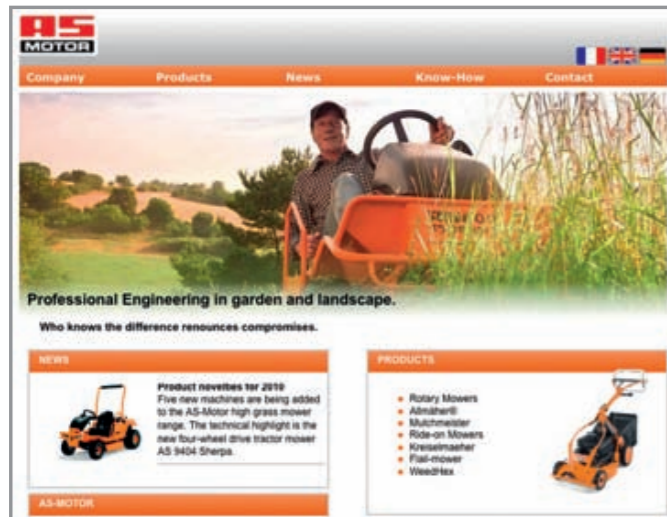 AS
MOTOR
Company Products News Know-How Contact
Professional Engineering in garden and landscape.
Who knows the difference renounces compromises.
NEWS
Product novelties for 2010
Five new machines are being added
to the AS-Motor high grass mower
range. The technical highlight is the
new four-wheel drive tractor mower
AS 9404 Sherpa.
AS-MOTOR
PRODUCTS
Rotary Mowers
Allmäher®
Mulchmeister
Ride-on Mowers
Kreiselmaeher
Flail-mower
WeedHex